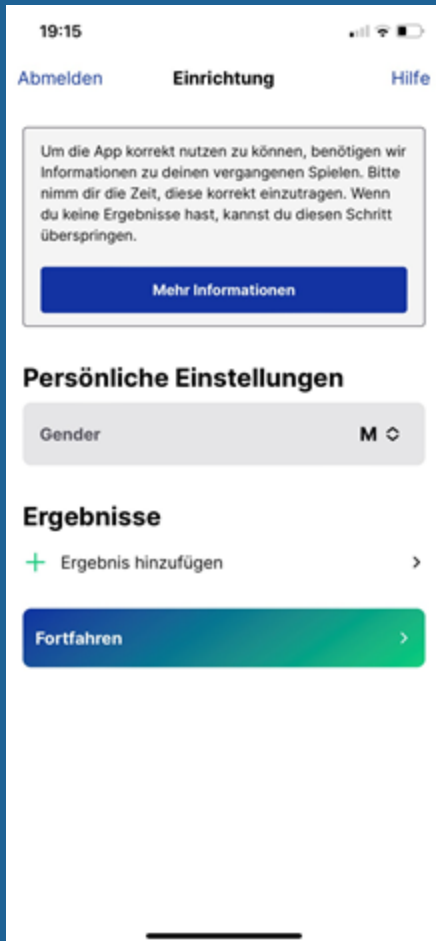 19:15
Abmelden Einrichtung Hilfe
Um die App korrekt nutzen zu können, benötigen wir
Informationen zu deinen vergangenen Spielen. Bitte
nimm dir die Zeit, diese korrekt einzutragen. Wenn
du keine Ergebnisse hast, kannst du diesen Schritt
überspringen.
Mehr Informationen
Persönliche Einstellungen
Gender M
Ergebnisse
Ergebnis hinzufügen
Fortfahren